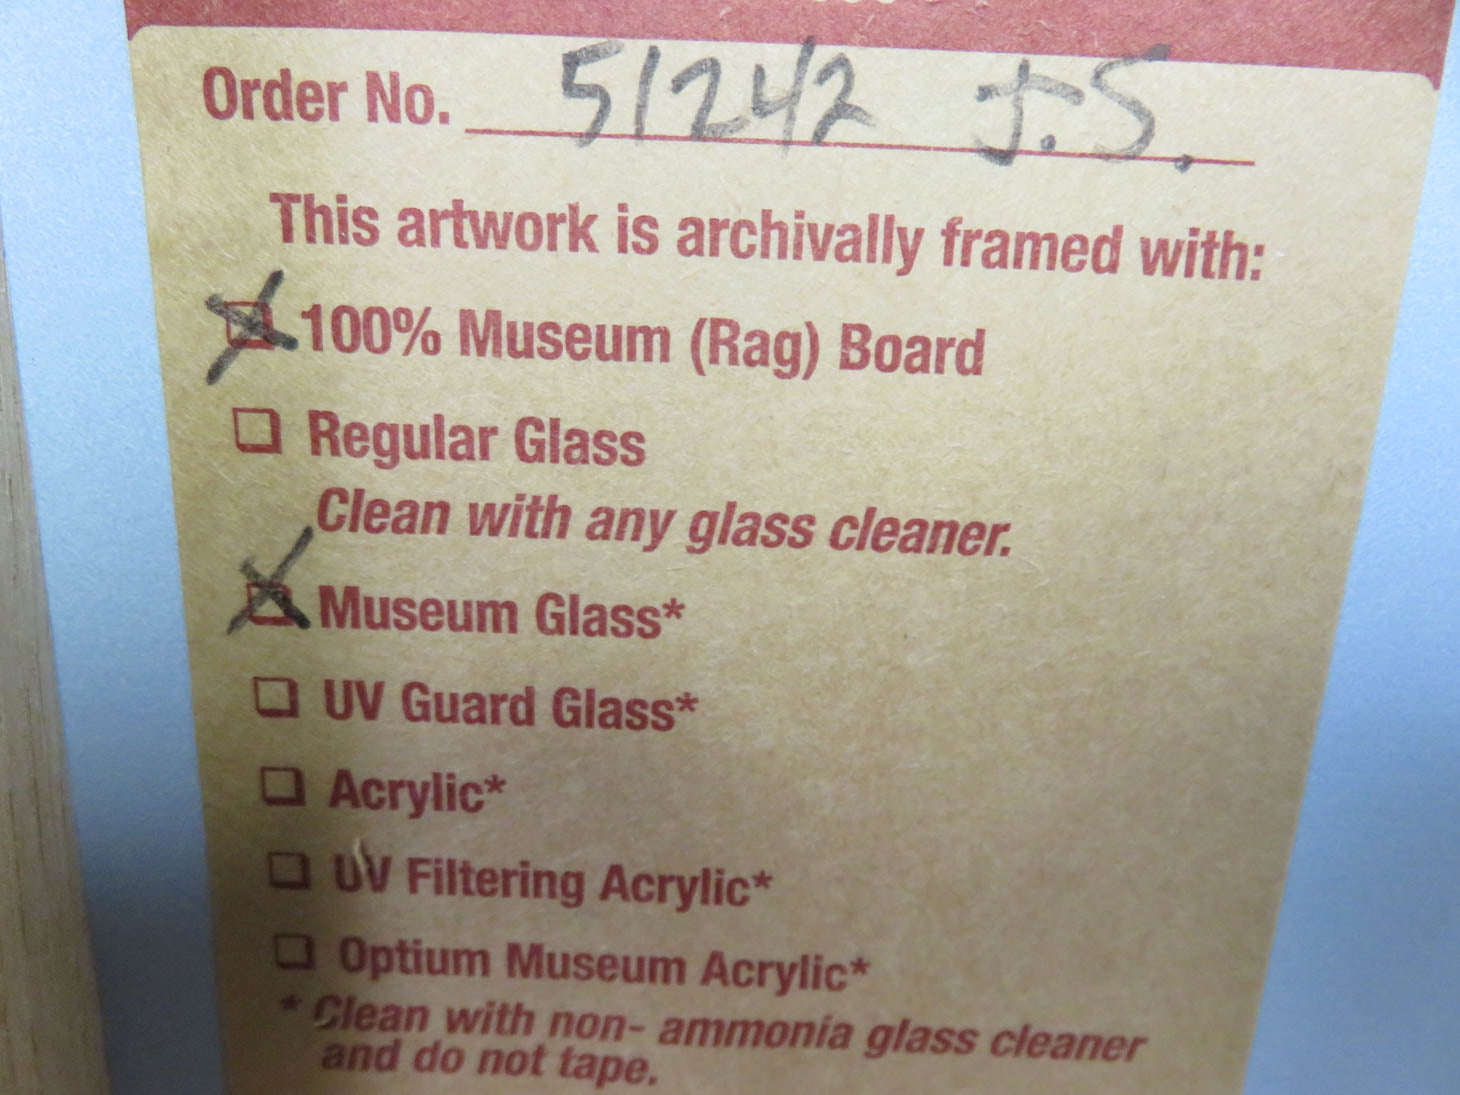 Order No. 51242 J.S.
This artwork is archivally framed with:
100% Museum (Rag) Board
Regular Glass
Clean with any glass cleaner.
Museum Glass*
UV Guard Glass*
Acrylic*
UV Filtering Acrylic*
Optium Museum Acrylic*
* Clean with non- ammonia glass cleaner
and do not tape.